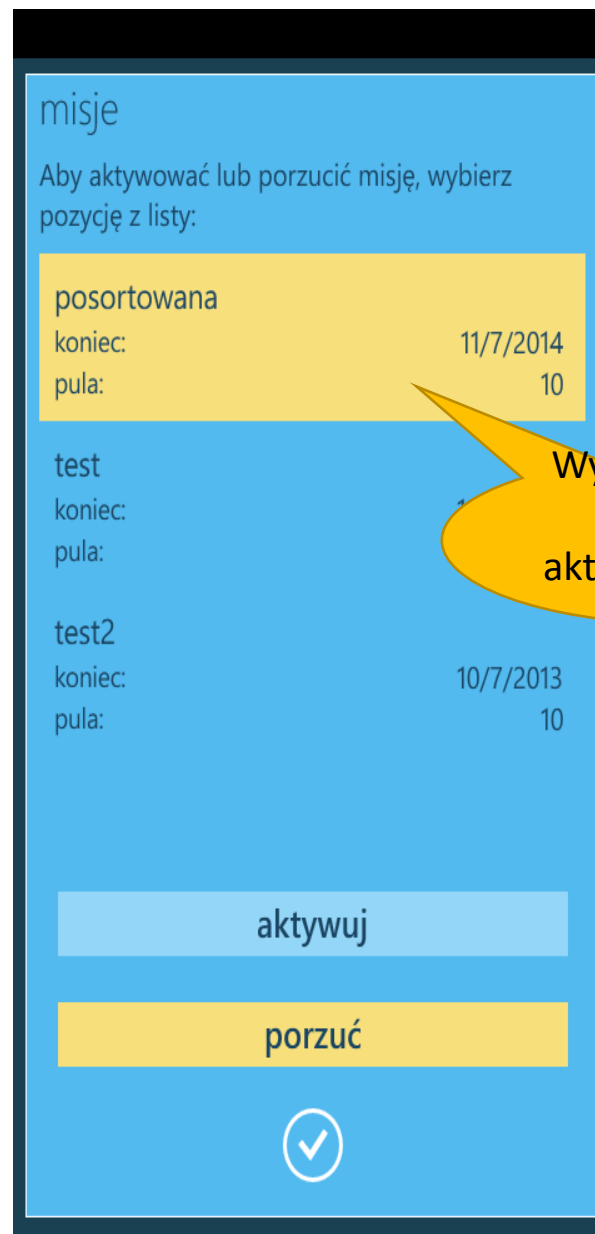 misje
Aby aktywować lub porzucić misję, wybierz
pozycję z listy:
posortowana
koniec: 11/7/2014
pula: 10
test
koniec:
pula:
test2
koniec: 10/7/2013
pula: 10
aktywuj
porzuć